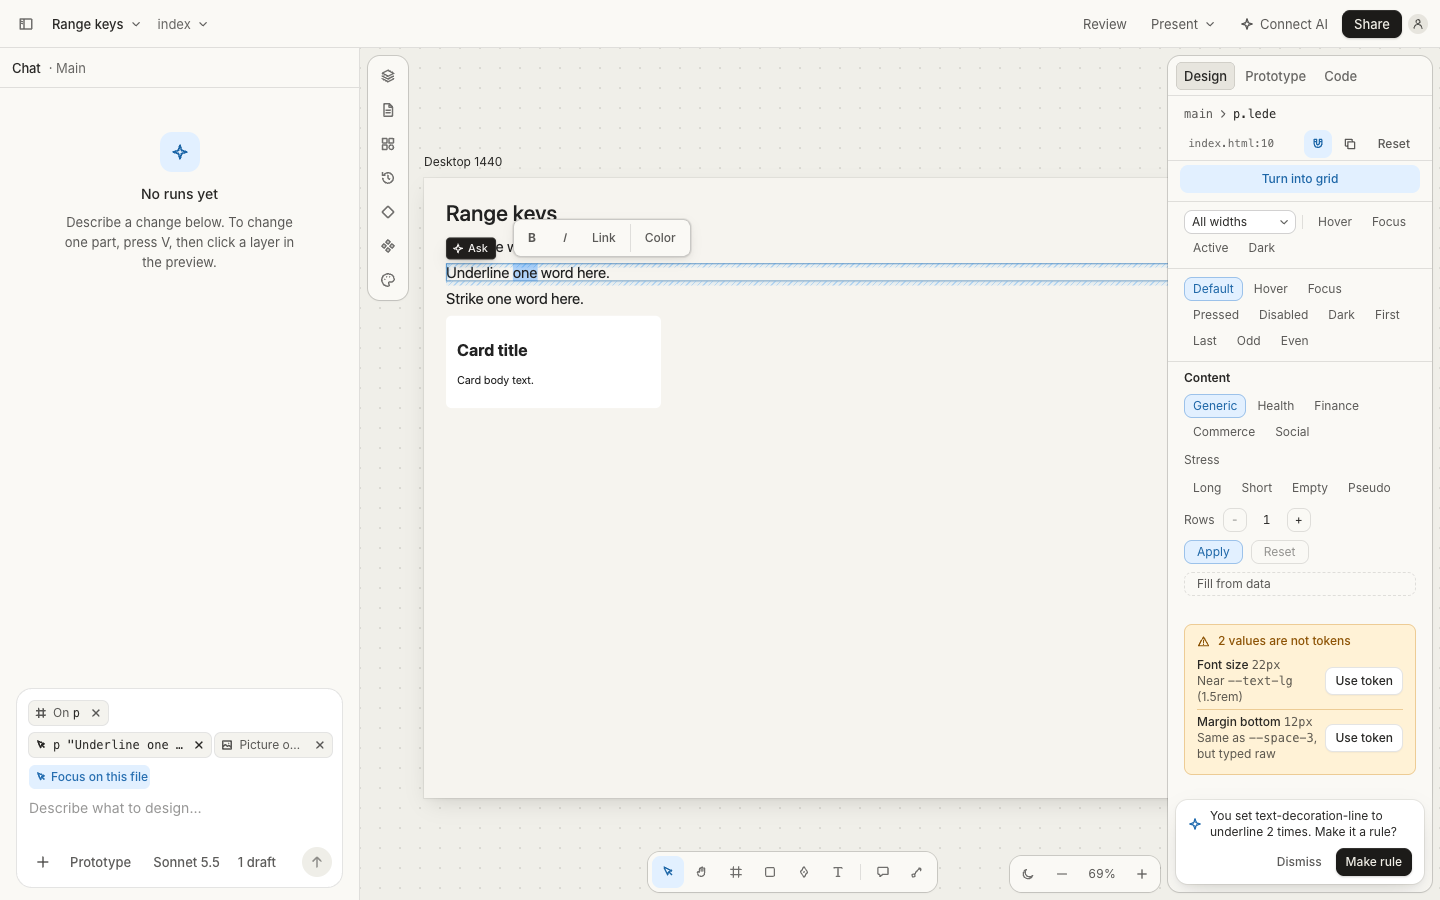 Range keys
index
Review
Present
Connect AI
Share
Chat · Main
No runs yet
Describe a change below. To change
one part, press V, then click a layer in
the preview.
On p
p "Underline one …
Picture o…
Focus on this file
Describe what to design…
Prototype
Sonnet 5.5
1 draft
Desktop 1440
Range keys
B
I
Link
Color
Ask
e w
Underline one word here.
Strike one word here.
Card title
Card body text.
69%
Design
Prototype
Code
main > p.lede
index.html:10
Reset
Turn into grid
All widths
Hover
Focus
Active
Dark
Default
Hover
Focus
Pressed
Disabled
Dark
First
Last
Odd
Even
Content
Generic
Health
Finance
Commerce
Social
Stress
Long
Short
Empty
Pseudo
Rows
-
1
+
Apply
Reset
Fill from data
2 values are not tokens
Font size 22px
Near --text-lg
(1.5rem)
Use token
Margin bottom 12px
Same as --space-3,
but typed raw
Use token
You set text-decoration-line to
underline 2 times. Make it a rule?
Dismiss
Make rule